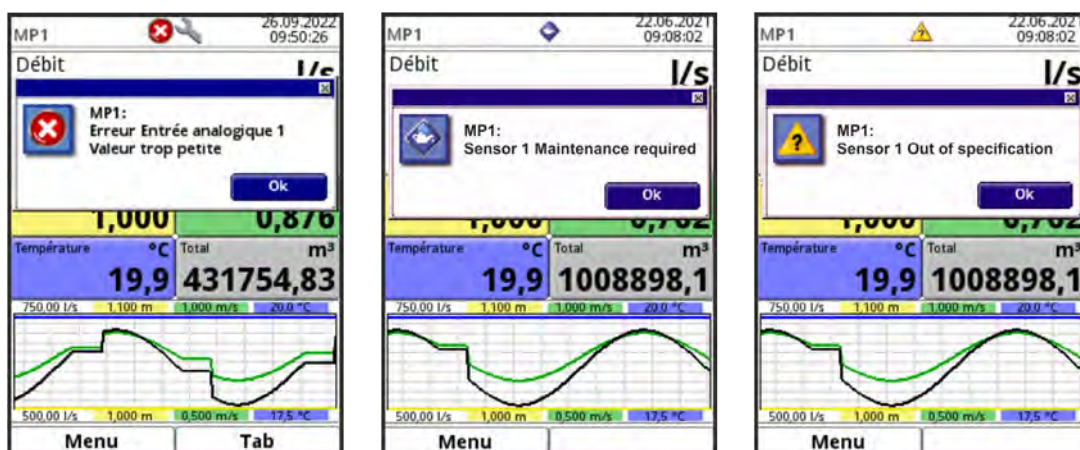 MP1
26.09.2022
09:50:26
Débit
l/s
MP1:
Erreur Entrée analogique 1
Valeur trop petite
Ok
1,000
0,876
Température °C
Total m³
19,9
431754,83
750,00 l/s
1,100 m
1,000 m/s
20,0 °C
500,00 l/s
1,000 m
0,500 m/s
17,5 °C
Menu
Tab
MP1
22.06.2021
09:08:02
Débit
l/s
MP1:
Sensor 1 Maintenance required
Ok
Température °C
Total m³
19,9
1008898,1
750,00 l/s
1,100 m
1,000 m/s
20,0 °C
500,00 l/s
1,000 m
0,500 m/s
17,5 °C
Menu
MP1
22.06.2021
09:08:02
Débit
l/s
MP1:
Sensor 1 Out of specification
Ok
Température °C
Total m³
19,9
1008898,1
750,00 l/s
1,100 m
1,000 m/s
20,0 °C
500,00 l/s
1,000 m
0,500 m/s
17,5 °C
Menu